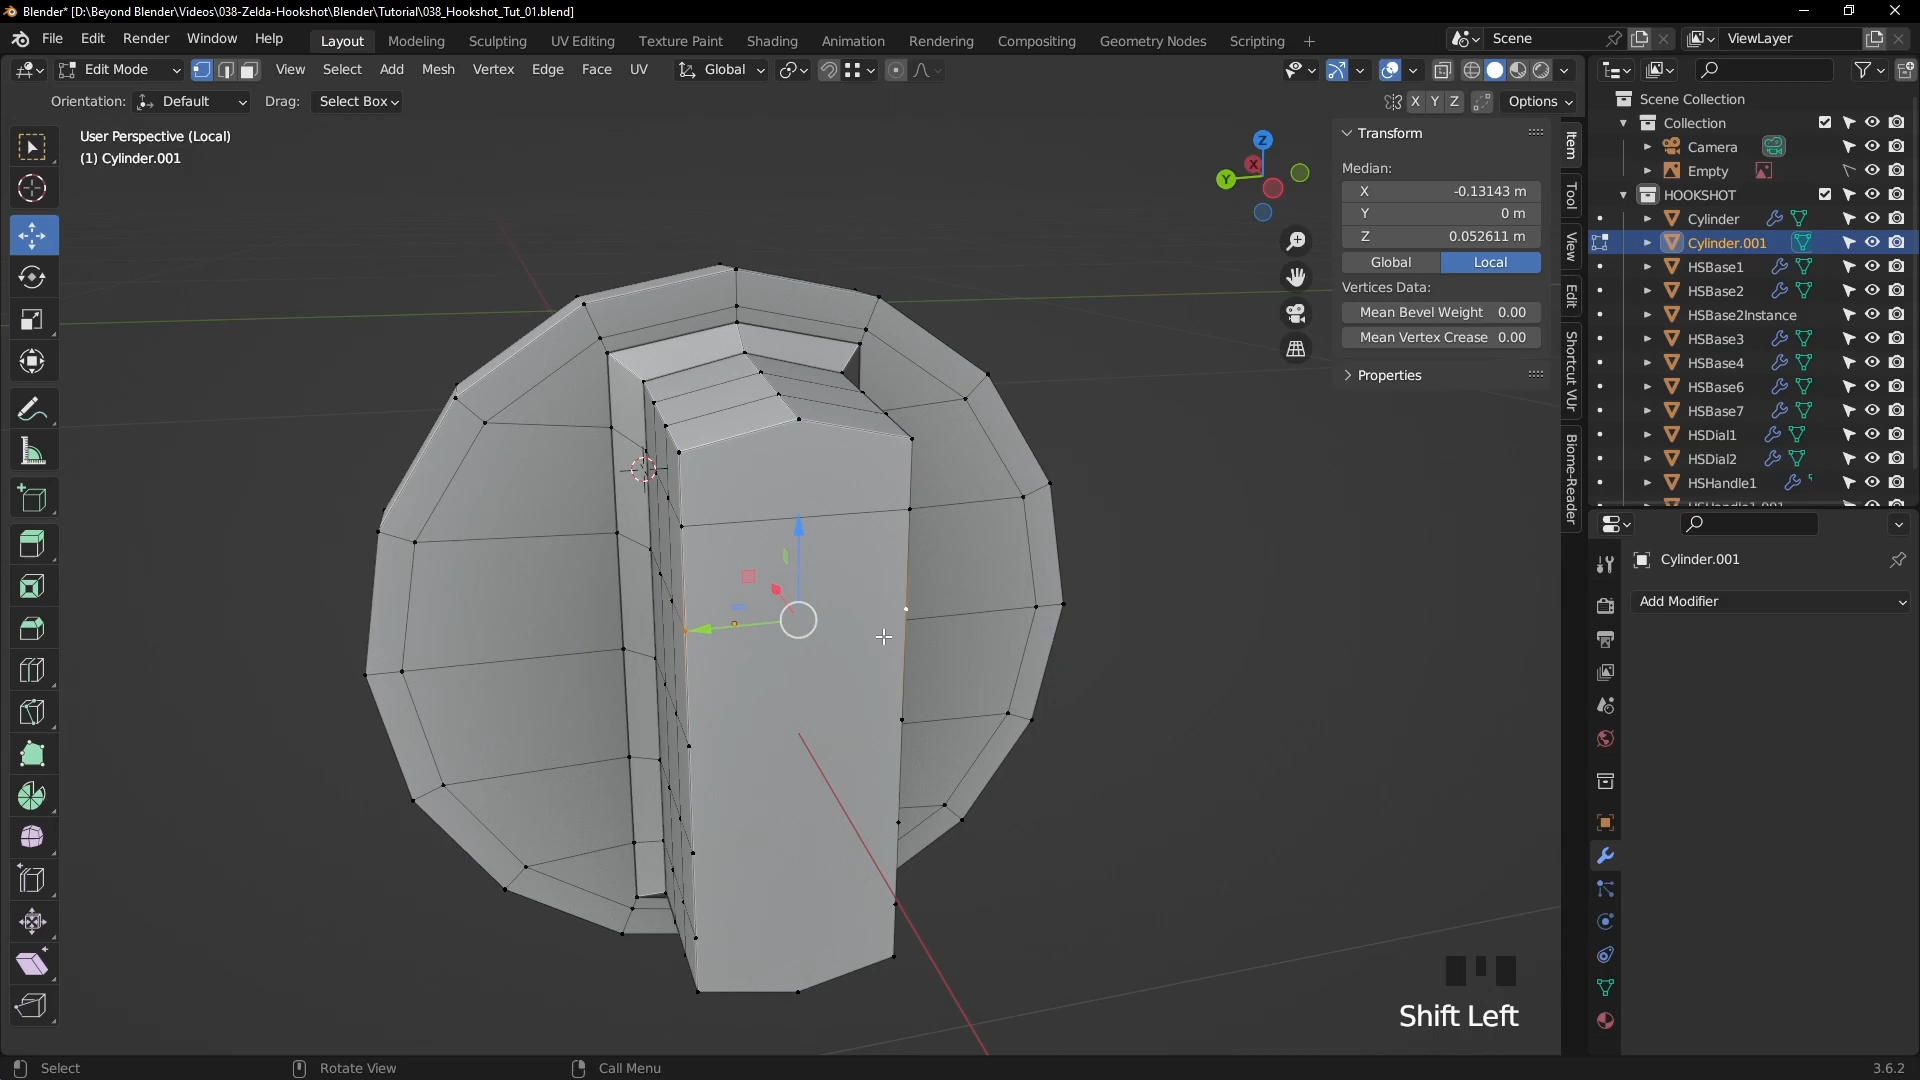 Blender* [D:\Beyond Blender\Videos\038-Zelda-Hookshot\Blender\Tutorial\038_Hookshot_Tut_01.blend]
File Edit Render Window Help Layout Modeling Sculpting UV Editing Texture Paint Shading Animation Rendering Compositing Geometry Nodes Scripting + Scene ViewLayer
Edit Mode View Select Add Mesh Vertex Edge Face UV Global
Orientation: Default Drag: Select Box X Y Z Options
User Perspective (Local)
(1) Cylinder.001
Z
X
Y
Transform
Median:
X -0.13143 m
Y 0 m
Z 0.052611 m
Global Local
Vertices Data:
Mean Bevel Weight 0.00
Mean Vertex Crease 0.00
Properties
Item
Tool
View
Edit
Shortcut VUr
Biome-Reader
Scene Collection
Collection
Camera
Empty
HOOKSHOT
Cylinder
Cylinder.001
HSBase1
HSBase2
HSBase2Instance
HSBase3
HSBase4
HSBase6
HSBase7
HSDial1
HSDial2
HSHandle1
Cylinder.001
Add Modifier
Shift Left
Select Rotate View Call Menu 3.6.2